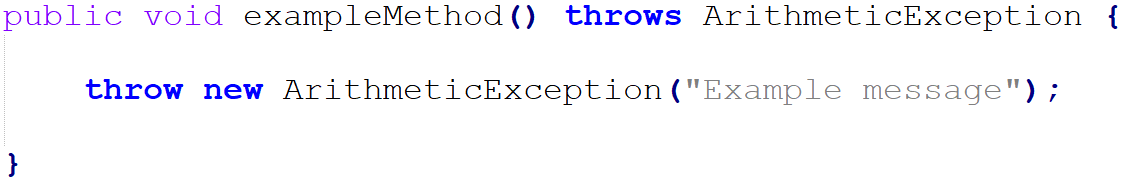 public void exampleMethod() throws ArithmeticException {
throw new ArithmeticException("Example message");
}